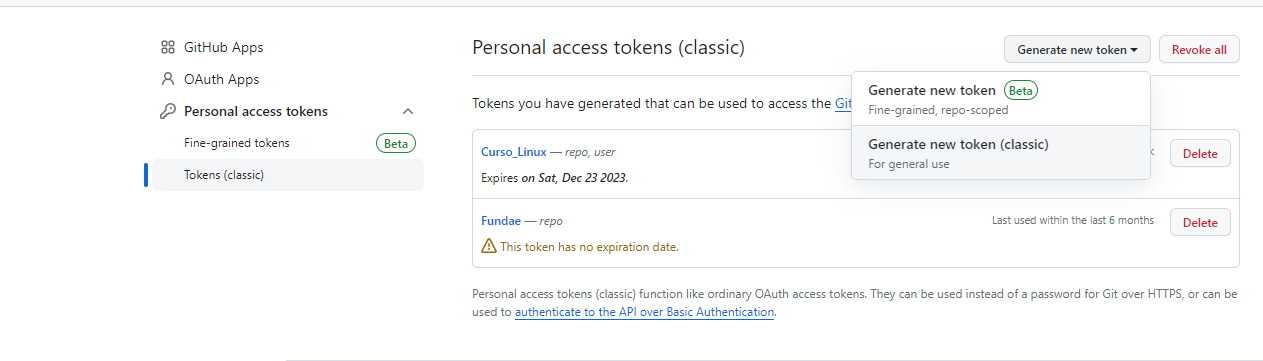 GitHub Apps
OAuth Apps
Personal access tokens
Fine-grained tokens Beta
Tokens (classic)
Personal access tokens (classic)
Generate new token
Revoke all
Generate new token Beta
Fine-grained, repo-scoped
Generate new token (classic)
For general use
Tokens you have generated that can be used to access the
Curso_Linux — repo, user
Delete
Expires on Sat, Dec 23 2023.
Fundae — repo
Last used within the last 6 months
Delete
This token has no expiration date.
Personal access tokens (classic) function like ordinary OAuth access tokens. They can be used instead of a password for Git over HTTPS, or can be
used to authenticate to the API over Basic Authentication.